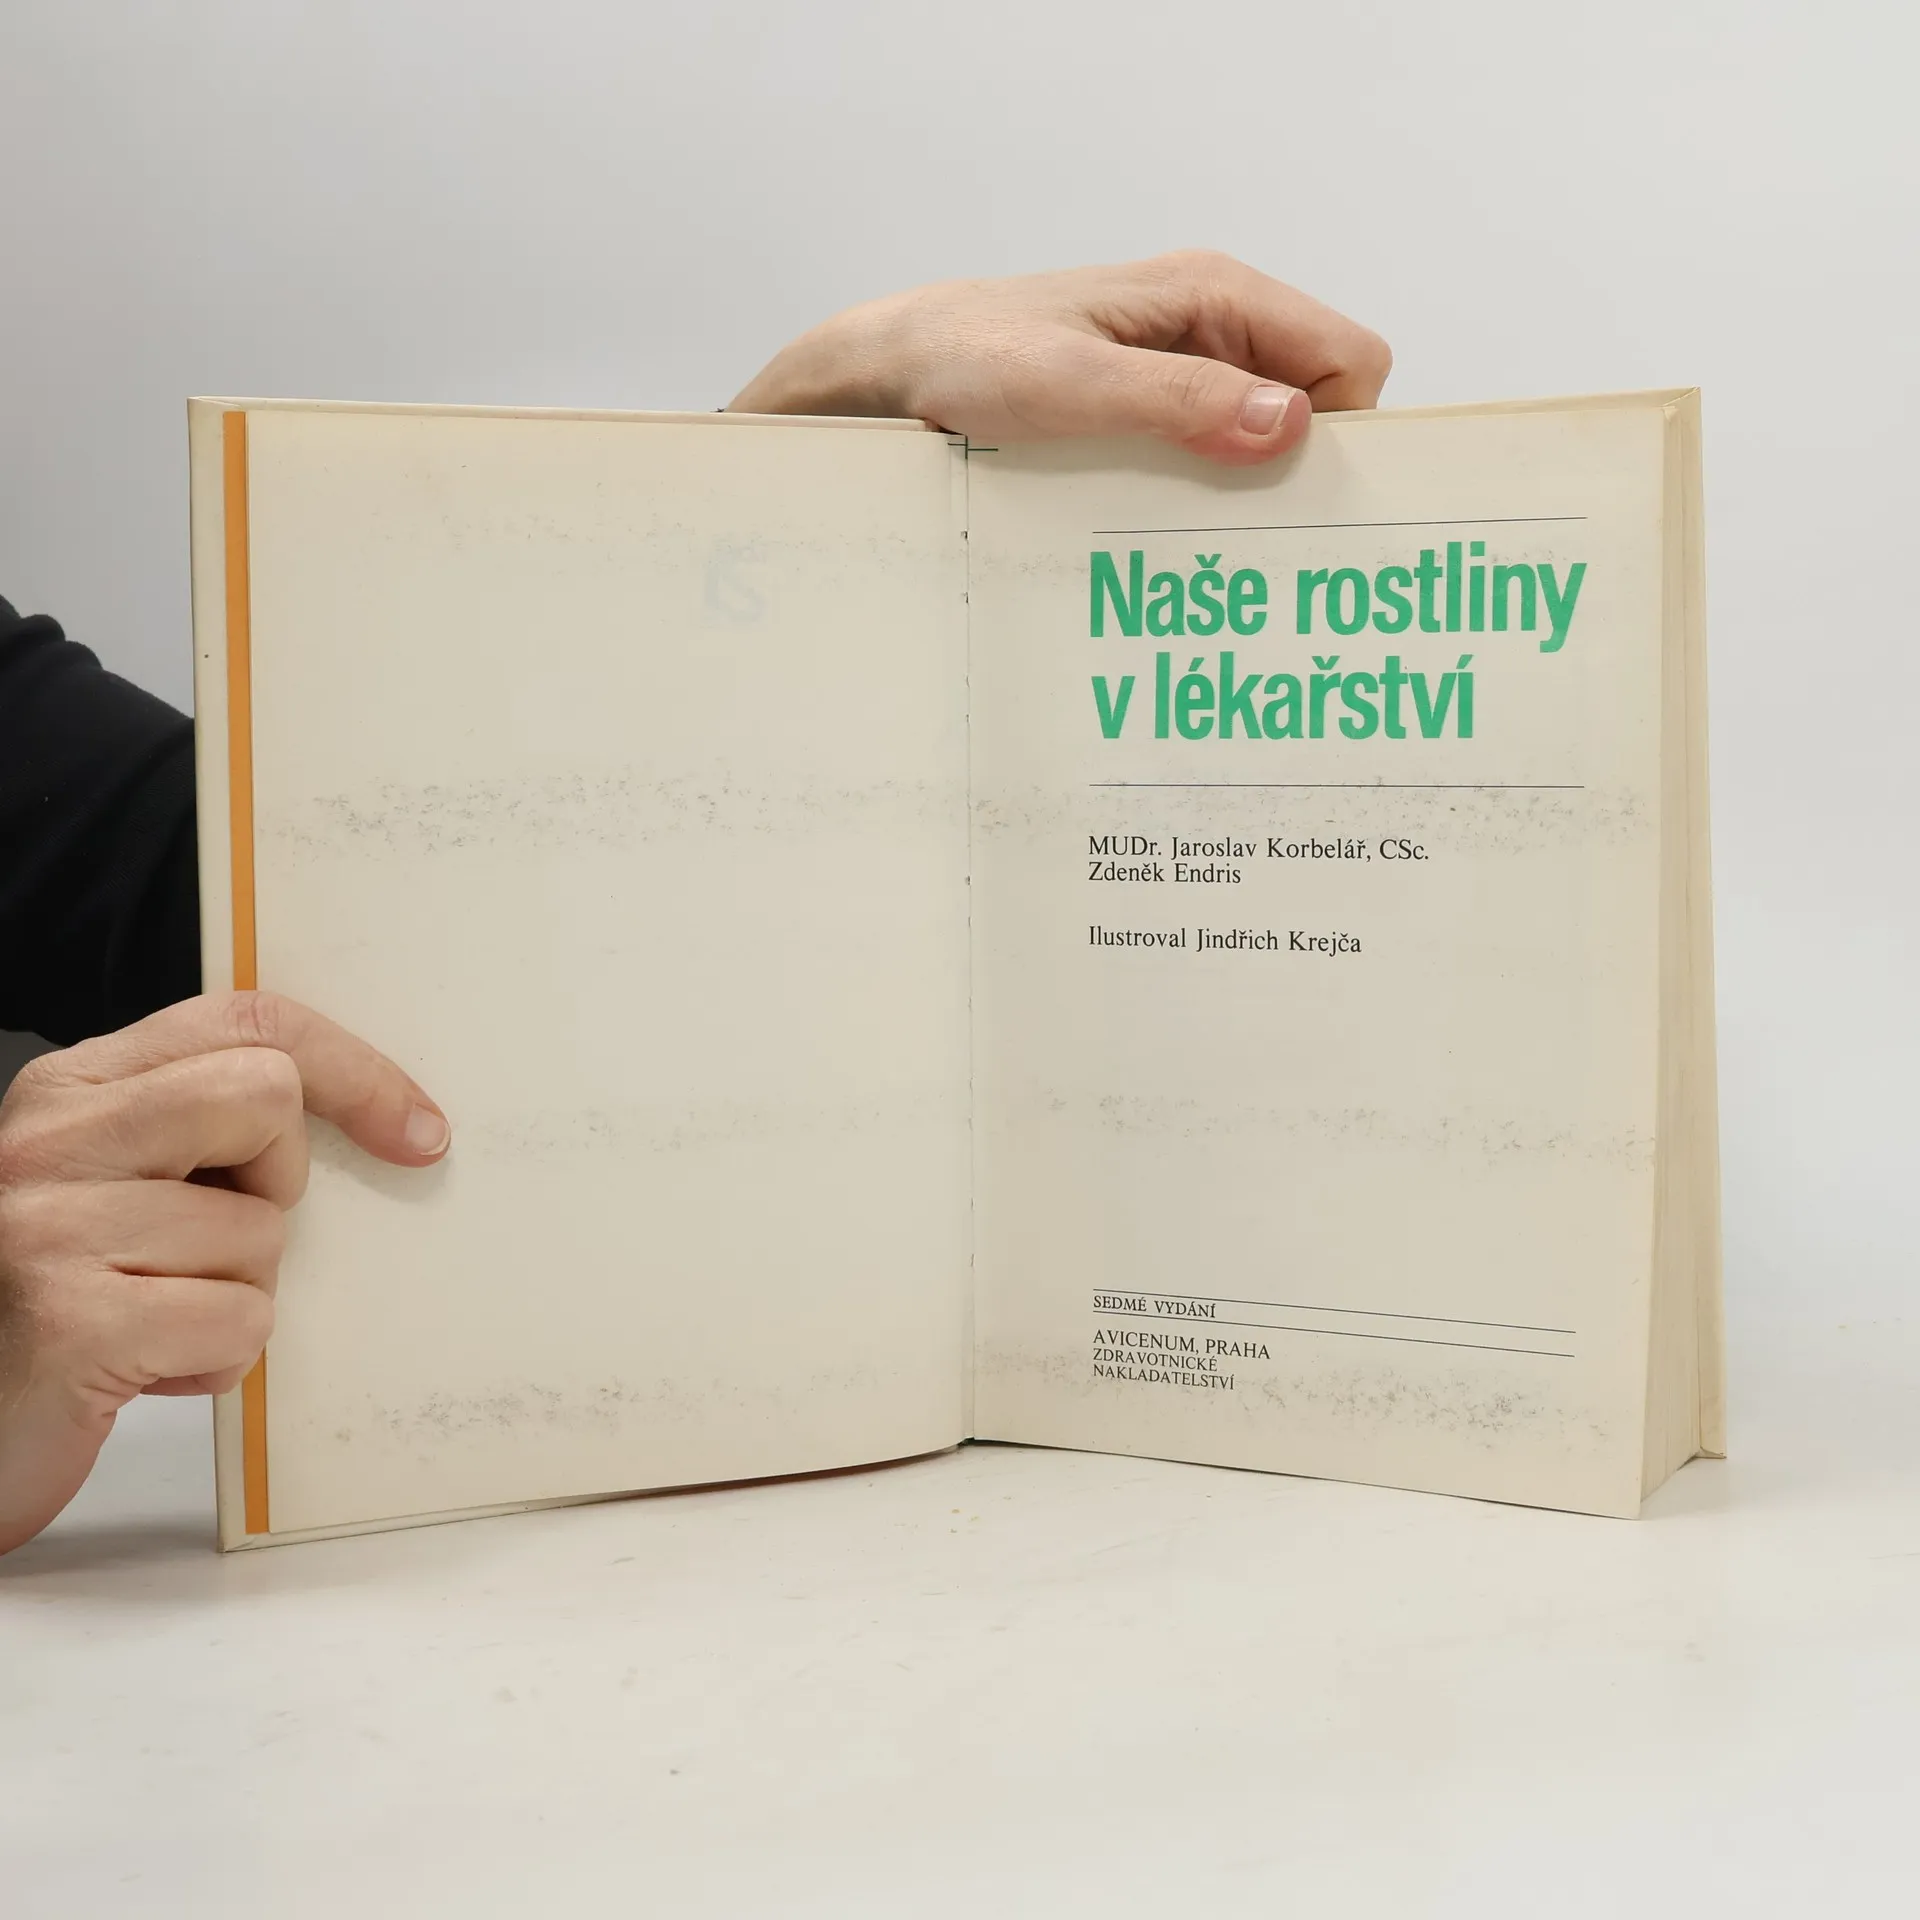 Naše rostliny
v lékařství
MUDr. Jaroslav Korbelář, CSc.
Zdeněk Endris
Ilustroval Jindřich Krejča
SEDMÉ VYDÁNÍ
AVICENUM, PRAHA
ZDRAVOTNICKÉ
NAKLADATELSTVÍ